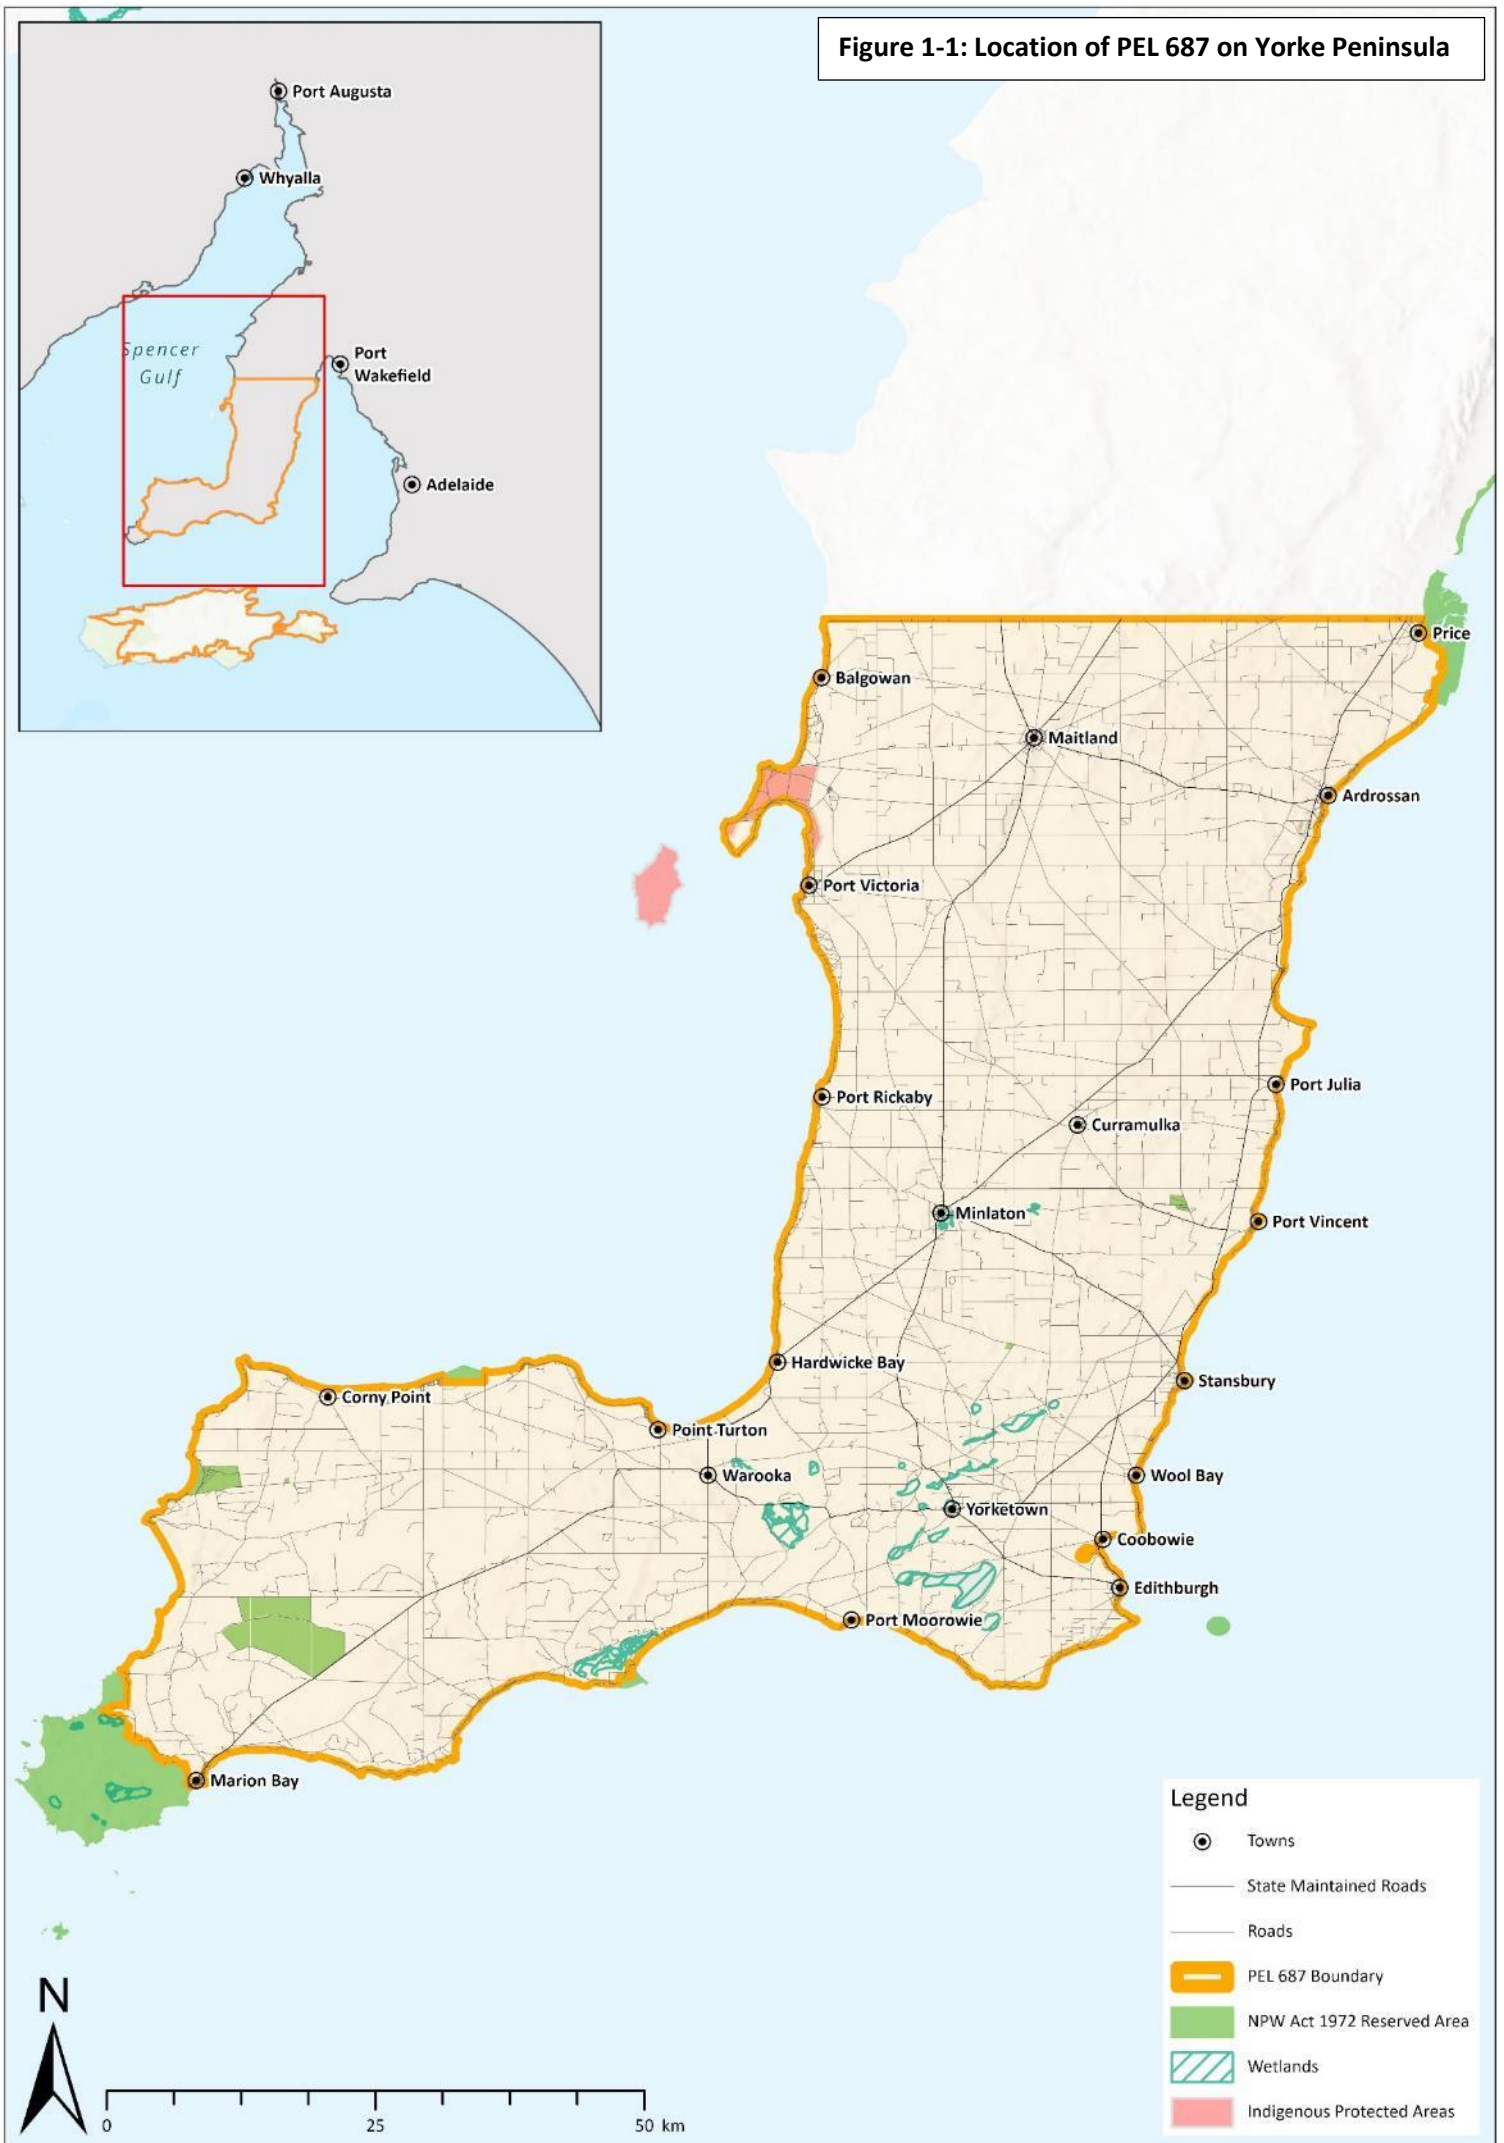 Figure 1-1: Location of PEL 687 on Yorke Peninsula
Port Augusta
Whyalla
Spencer
Gulf
Port
Wakefield
Adelaide
Price
Balgowan
Maitland
Ardrossan
Port Victoria
Port Julia
Port Rickaby
Curramulka
Minlaton
Port Vincent
Hardwicke Bay
Stansbury
Corny Point
Point Turton
Warooka
Wool Bay
Yorketown
Coobowie
Edithburgh
Port Moorowie
Marion Bay
Legend
Towns
State Maintained Roads
Roads
PEL 687 Boundary
NPW Act 1972 Reserved Area
Wetlands
Indigenous Protected Areas
N
0 25 50 km